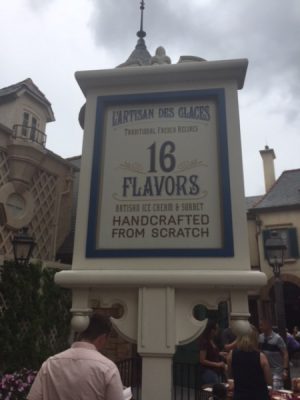 L'ARTISAN DES GLACES
TRADITIONAL FRENCH RECIPES
16
FLAVORS
ARTISAN ICE CREAM & SORBET
HANDCRAFTED
FROM SCRATCH